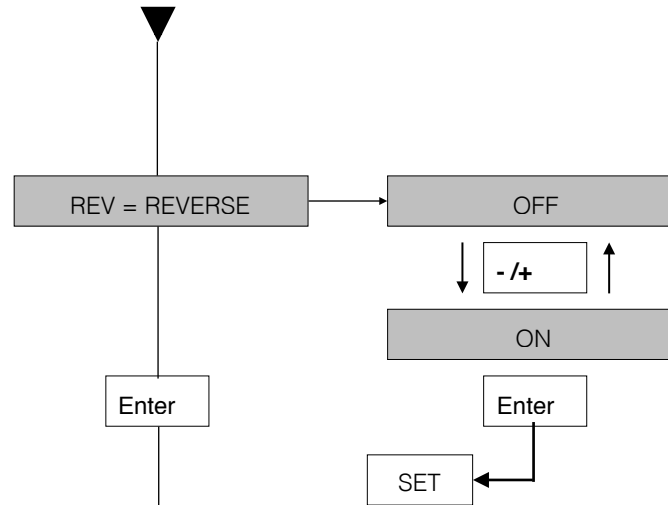 REV = REVERSE
OFF
- /+
ON
Enter
Enter
SET